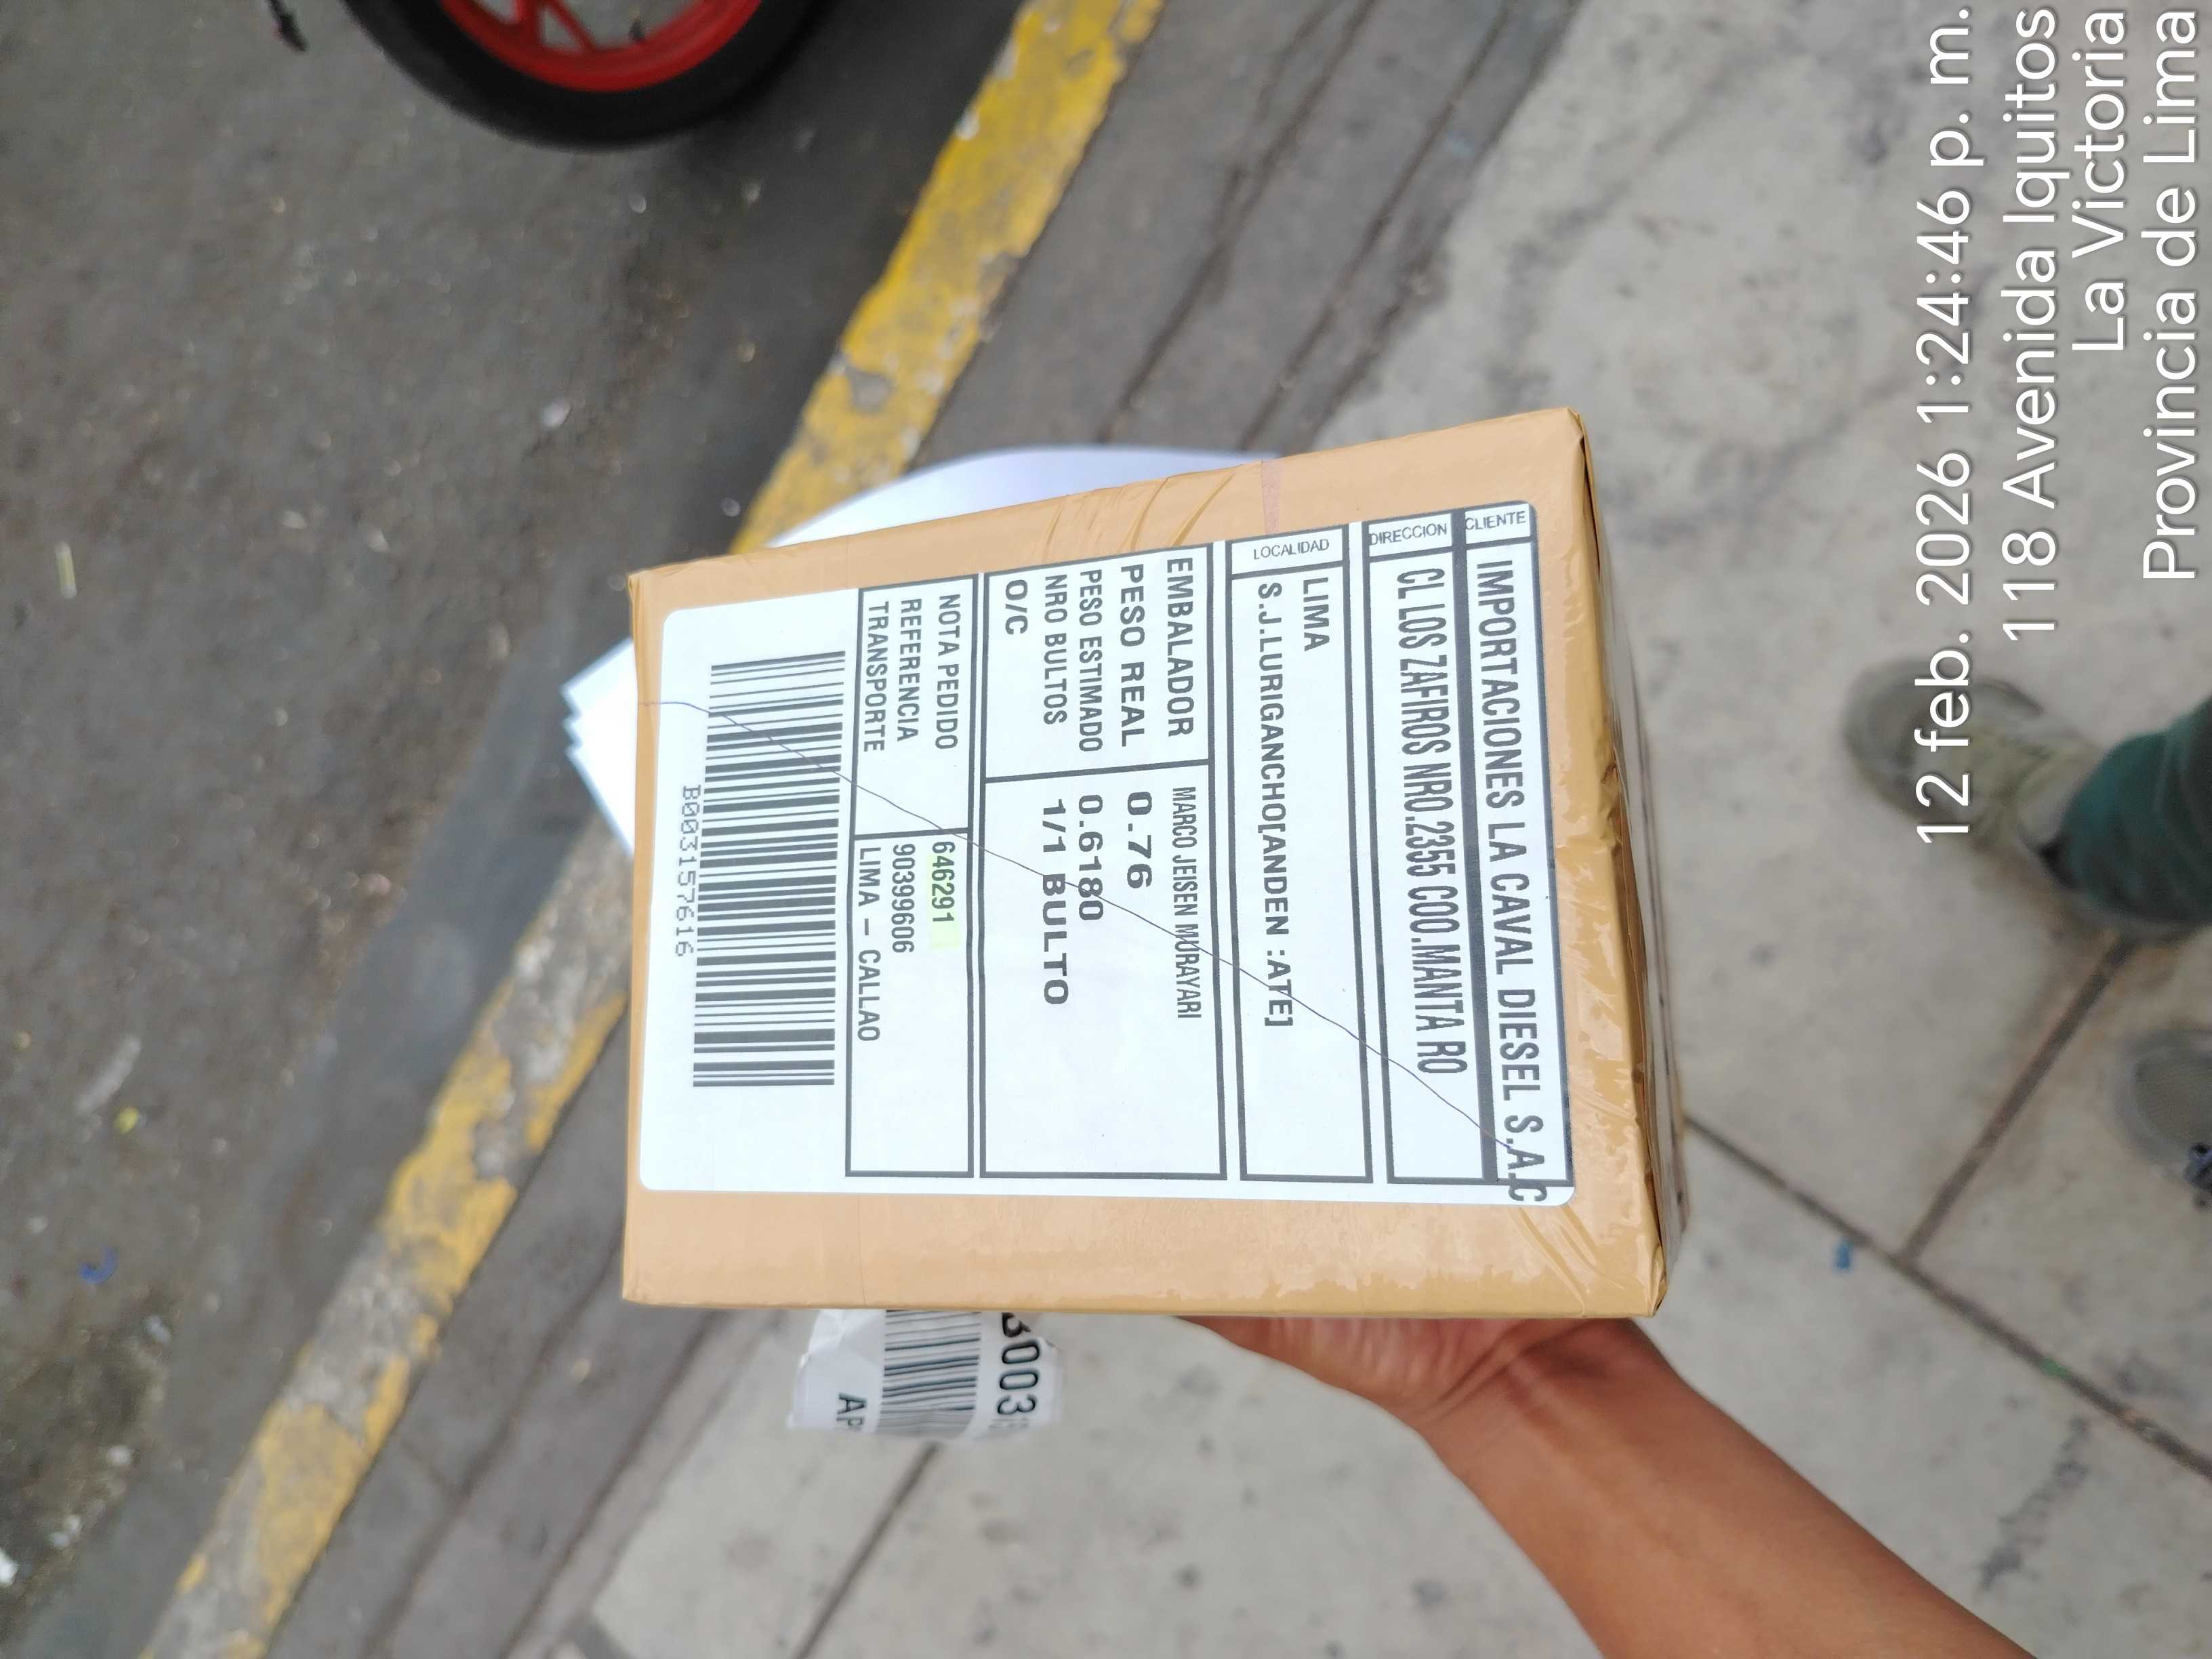 CLIENTE IMPORTACIONES LA CAVAL DIESEL S.A.C
DIRECCION CL LOS ZAFIROS NRO.2355 COO.MANTA RO
LOCALIDAD LIMA
S.J.LURIGANCHO[ANDEN :ATE]
EMBALADOR MARCO JEISEN MURAYARI
PESO REAL 0.76
PESO ESTIMADO 0.6180
NRO BULTOS 1/1 BULTO
O/C
NOTA PEDIDO 646291
REFERENCIA 90399606
TRANSPORTE LIMA - CALLAO
B003157616
12 feb. 2026 1:24:46 p. m.
118 Avenida Iquitos
La Victoria
Provincia de Lima